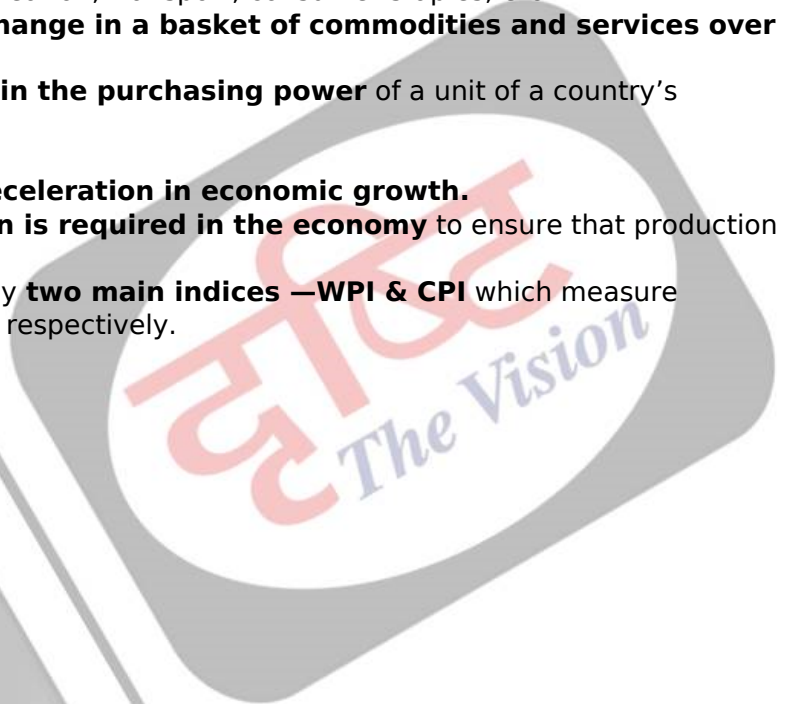 hange in a basket of commodities and services over
in the purchasing power of a unit of a country’s
eceleration in economic growth.
n is required in the economy to ensure that production
y two main indices —WPI & CPI which measure
respectively.
दृष्टि
The Vision